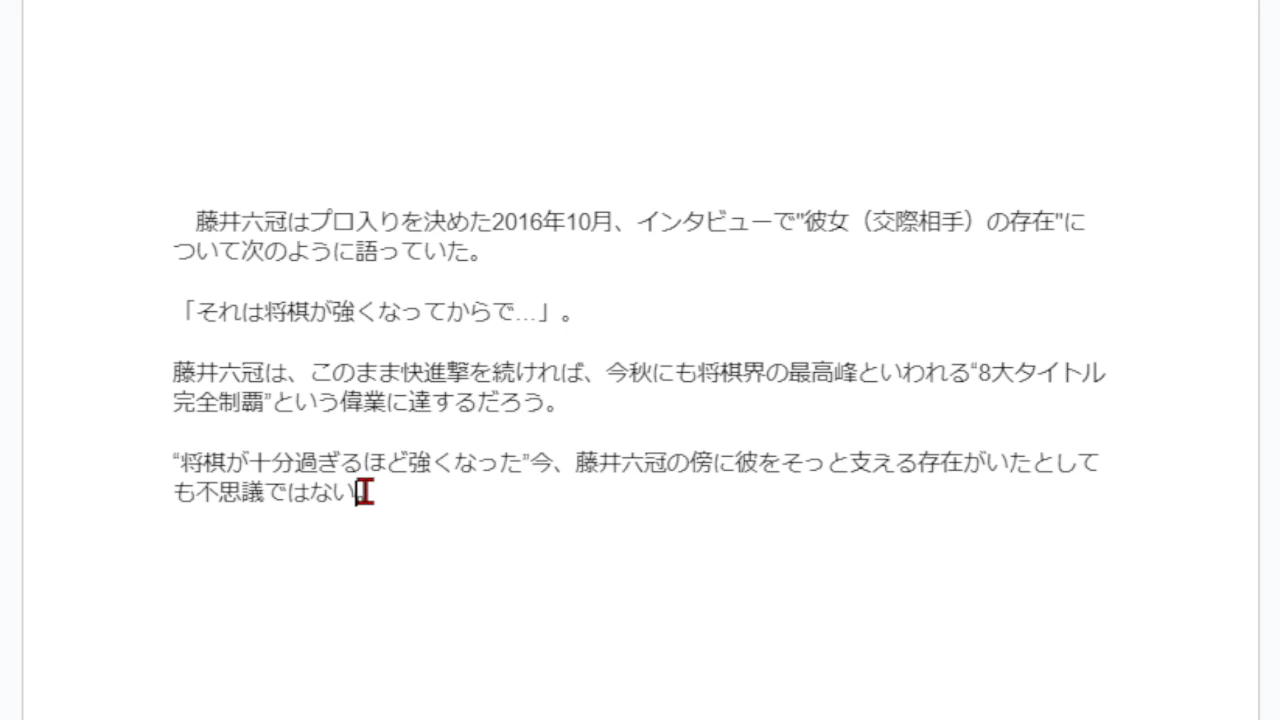 藤井六冠はプロ入りを決めた2016年10月、インタビューで"彼女（交際相手）の存在"に
ついて次のように語っていた。
「それは将棋が強くなってからで…」。
藤井六冠は、このまま快進撃を続ければ、今秋にも将棋界の最高峰といわれる“8大タイトル
完全制覇”という偉業に達するだろう。
“将棋が十分過ぎるほど強くなった”今、藤井六冠の傍に彼をそっと支える存在がいたとして
も不思議ではない。